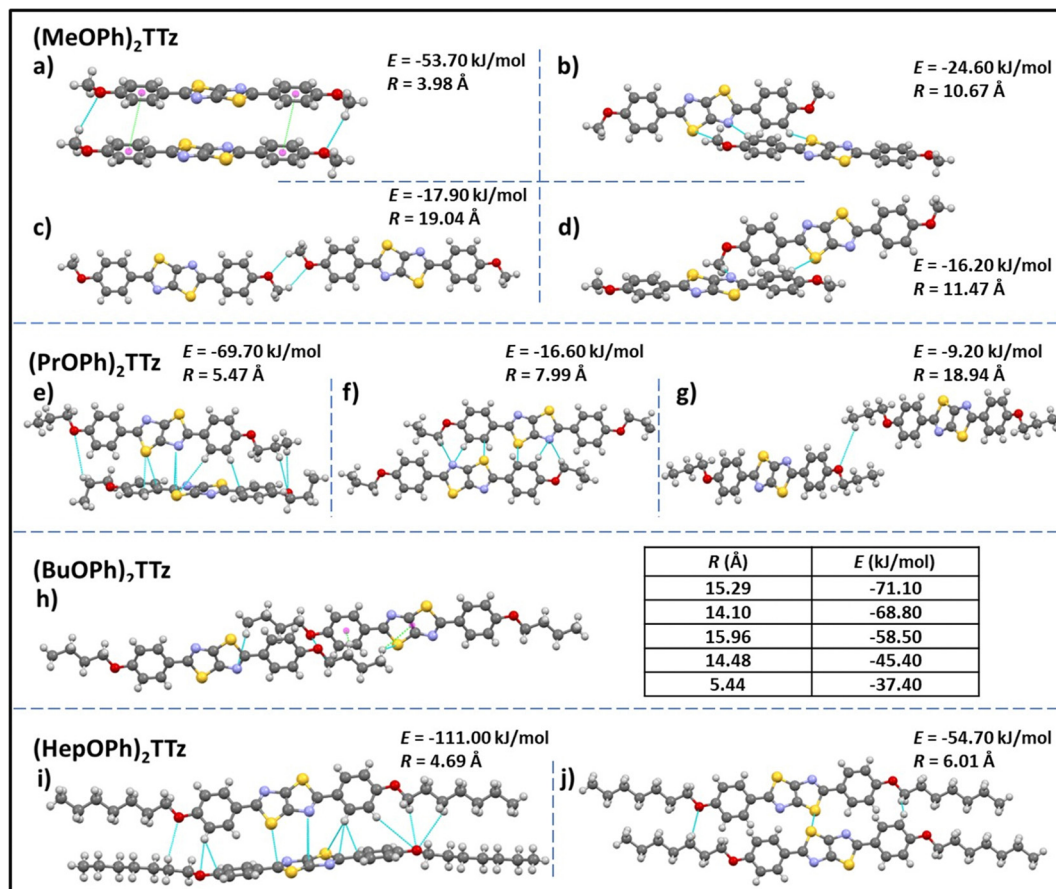 (MeOPh)₂TTz
a)
E = -53.70 kJ/mol
R = 3.98 Å
b)
E = -24.60 kJ/mol
R = 10.67 Å
c)
E = -17.90 kJ/mol
R = 19.04 Å
d)
E = -16.20 kJ/mol
R = 11.47 Å
(PrOPh)₂TTz
e)
E = -69.70 kJ/mol
R = 5.47 Å
f)
E = -16.60 kJ/mol
R = 7.99 Å
g)
E = -9.20 kJ/mol
R = 18.94 Å
(BuOPh)₂TTz
h)
R (Å) E (kJ/mol)
15.29 -71.10
14.10 -68.80
15.96 -58.50
14.48 -45.40
5.44 -37.40
(HepOPh)₂TTz
i)
E = -111.00 kJ/mol
R = 4.69 Å
j)
E = -54.70 kJ/mol
R = 6.01 Å